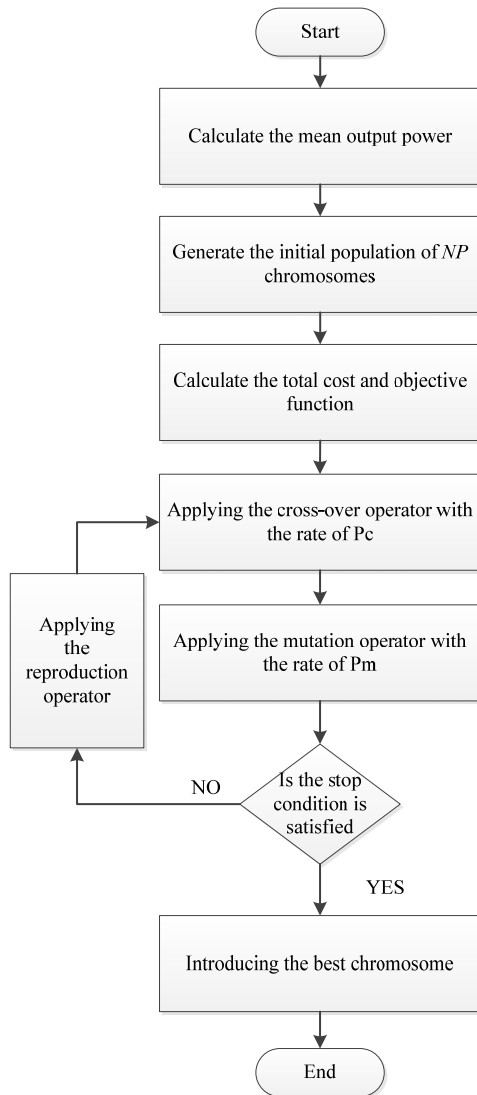 Start
Calculate the mean output power
Generate the initial population of NP
chromosomes
Calculate the total cost and objective
function
Applying the cross-over operator with
the rate of Pc
Applying
the
reproduction
operator
Applying the mutation operator with
the rate of Pm
Is the stop
condition is
satisfied
NO
YES
Introducing the best chromosome
End